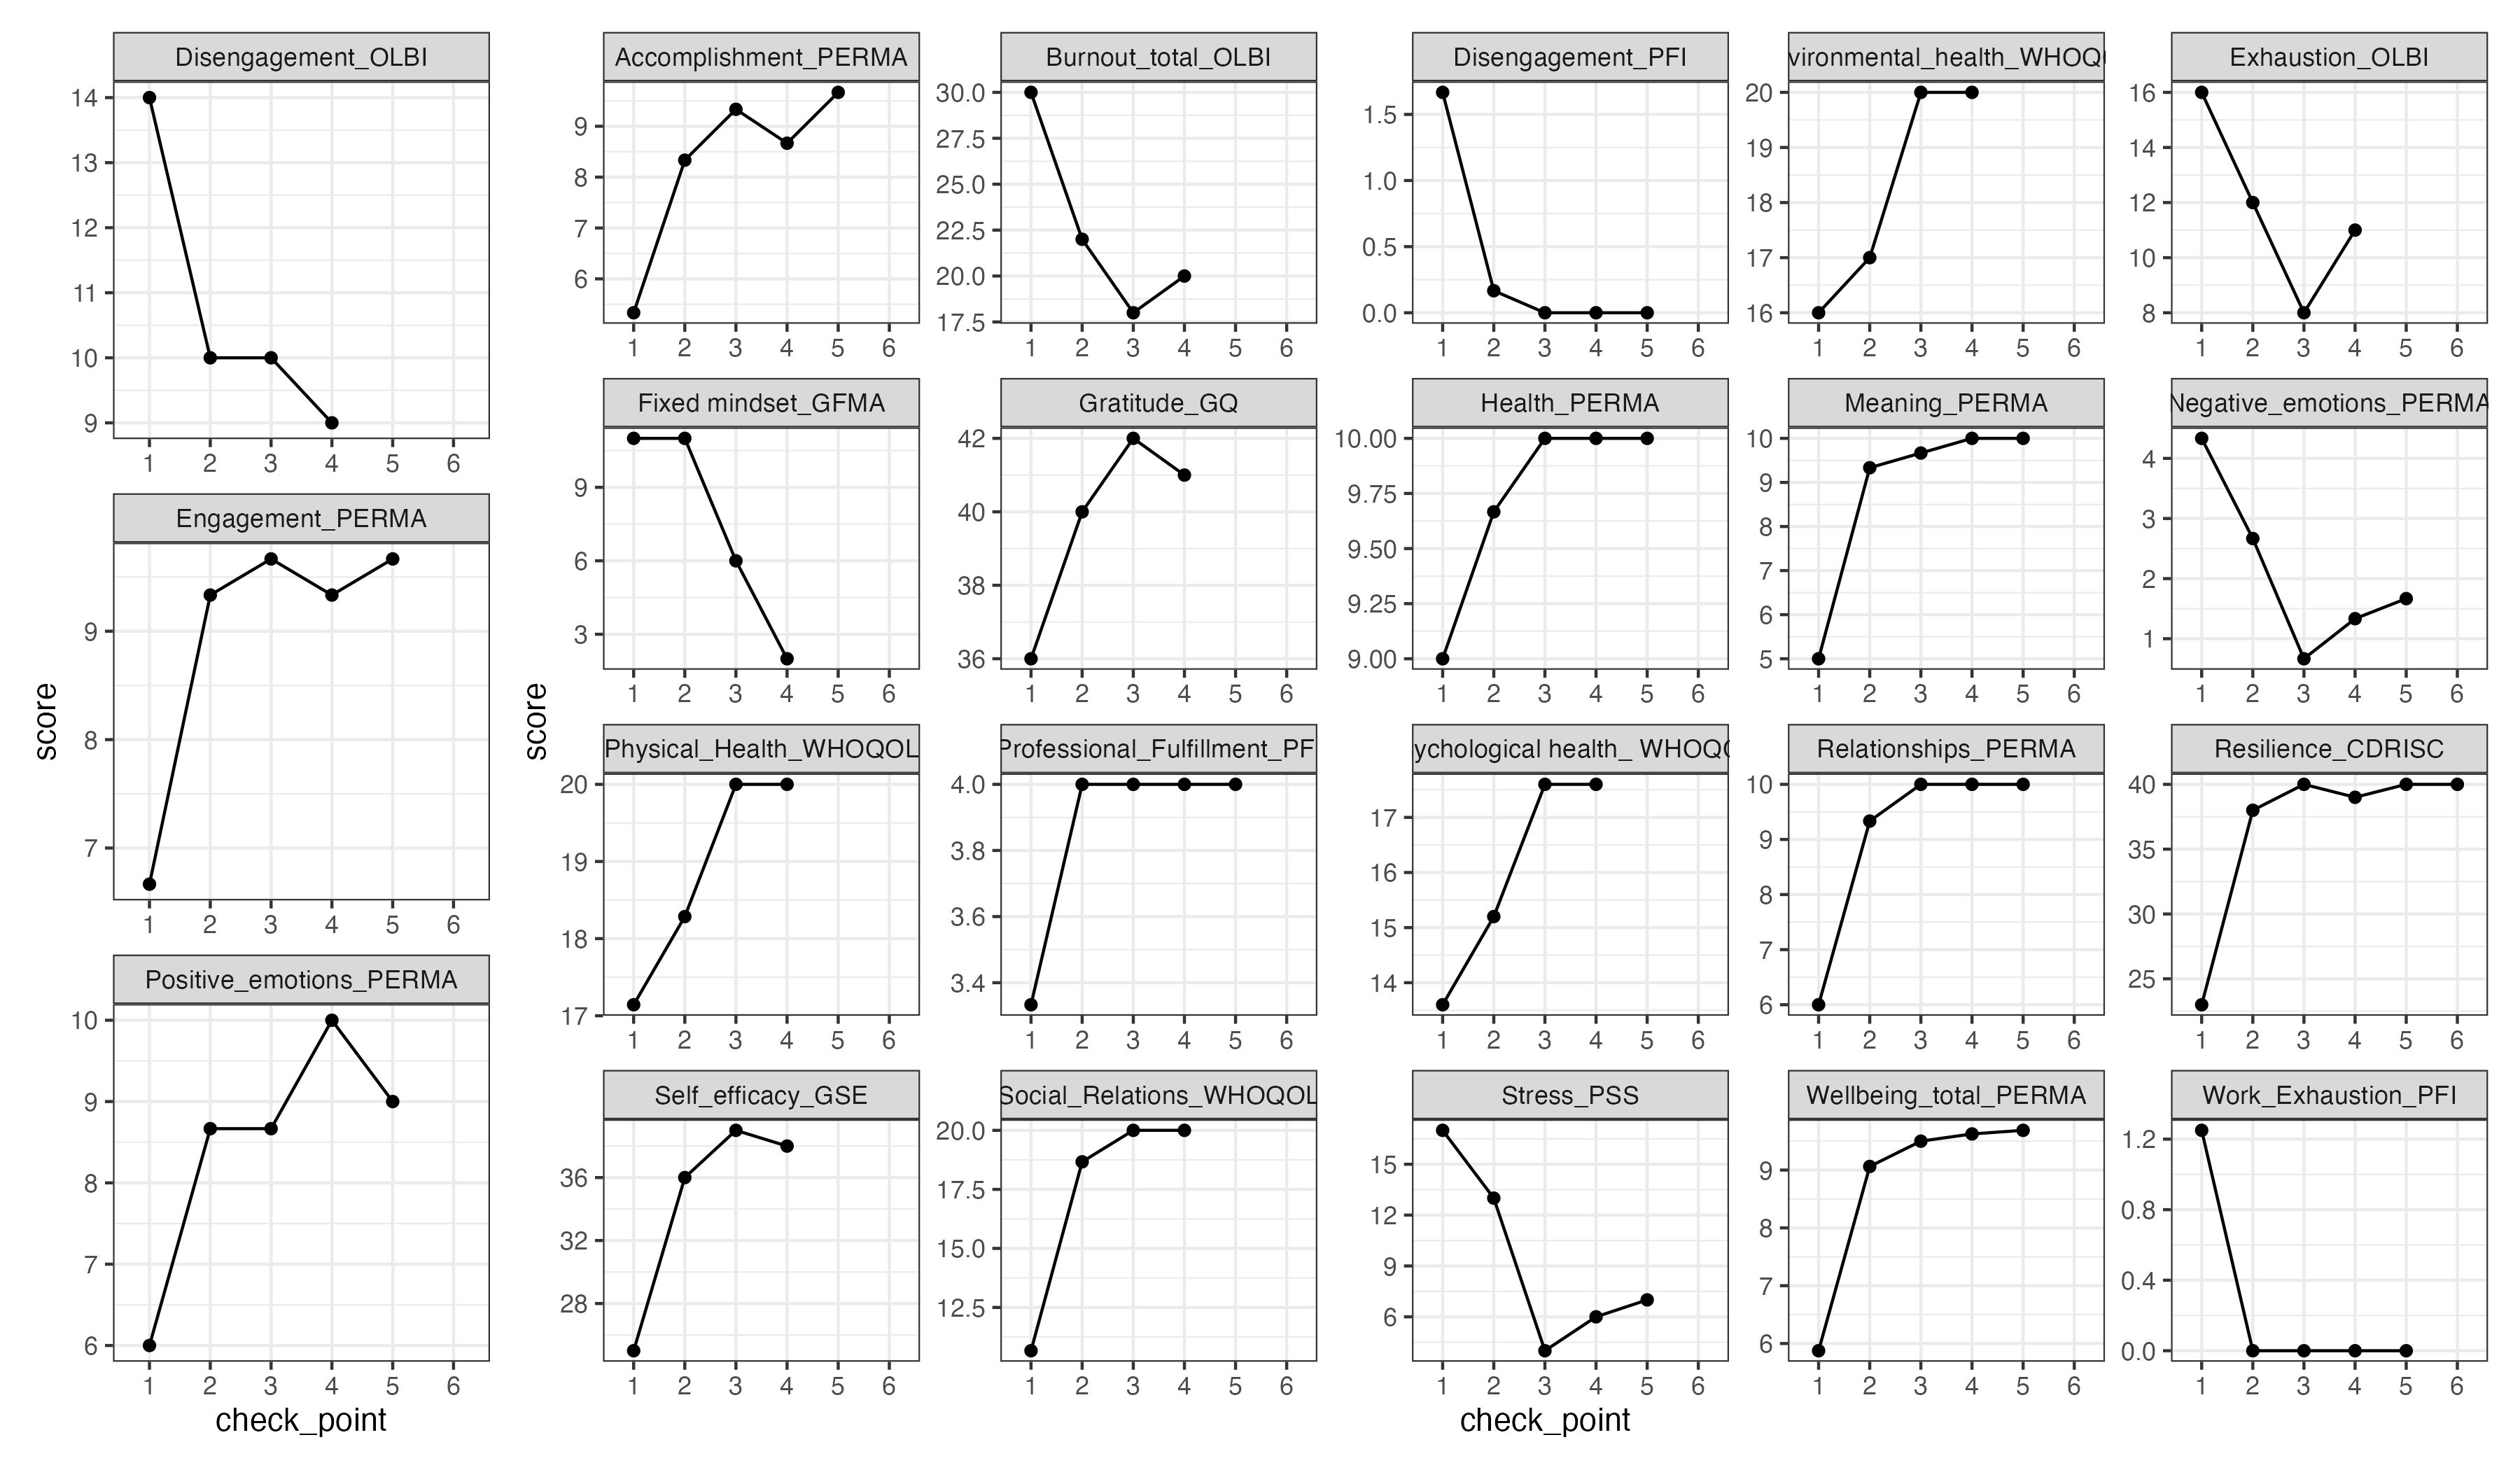 score
Disengagement_OLBI
14
13
12
11
10
9
1 2 3 4 5 6
Engagement_PERMA
9
8
7
1 2 3 4 5 6
Positive_emotions_PERMA
10
9
8
7
6
1 2 3 4 5 6
check_point
score
Accomplishment_PERMA
9
8
7
6
1 2 3 4 5 6
Burnout_total_OLBI
30.0
27.5
25.0
22.5
20.0
17.5
1 2 3 4 5 6
Disengagement_PFI
1.5
1.0
0.5
0.0
1 2 3 4 5 6
vironmental_health_WHOQ
20
19
18
17
16
1 2 3 4 5 6
Exhaustion_OLBI
16
14
12
10
8
1 2 3 4 5 6
Fixed mindset_GFMA
9
6
3
1 2 3 4 5 6
Gratitude_GQ
42
40
38
36
1 2 3 4 5 6
Health_PERMA
10.00
9.75
9.50
9.25
9.00
1 2 3 4 5 6
Meaning_PERMA
10
9
8
7
6
5
1 2 3 4 5 6
Negative_emotions_PERMA
4
3
2
1
1 2 3 4 5 6
Physical_Health_WHOQOL
20
19
18
17
1 2 3 4 5 6
Professional_Fulfillment_PF
4.0
3.8
3.6
3.4
1 2 3 4 5 6
ychological health_ WHOQ
17
16
15
14
1 2 3 4 5 6
Relationships_PERMA
10
9
8
7
6
1 2 3 4 5 6
Resilience_CDRISC
40
35
30
25
1 2 3 4 5 6
Self_efficacy_GSE
36
32
28
1 2 3 4 5 6
Social_Relations_WHOQOL
20.0
17.5
15.0
12.5
1 2 3 4 5 6
Stress_PSS
15
12
9
6
1 2 3 4 5 6
Wellbeing_total_PERMA
9
8
7
6
1 2 3 4 5 6
Work_Exhaustion_PFI
1.2
0.8
0.4
0.0
1 2 3 4 5 6
check_point